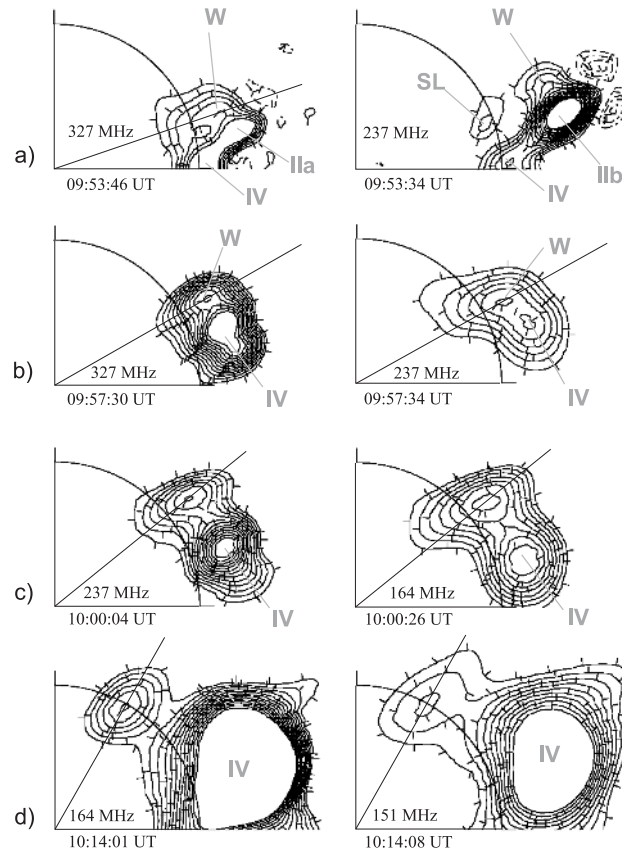 W
327 MHz
IIa
IV
a)
09:53:46 UT
W
SL
237 MHz
IIb
IV
09:53:34 UT
W
327 MHz
IV
b)
09:57:30 UT
W
237 MHz
IV
09:57:34 UT
237 MHz
IV
c)
10:00:04 UT
164 MHz
IV
10:00:26 UT
IV
164 MHz
d)
10:14:01 UT
IV
151 MHz
10:14:08 UT